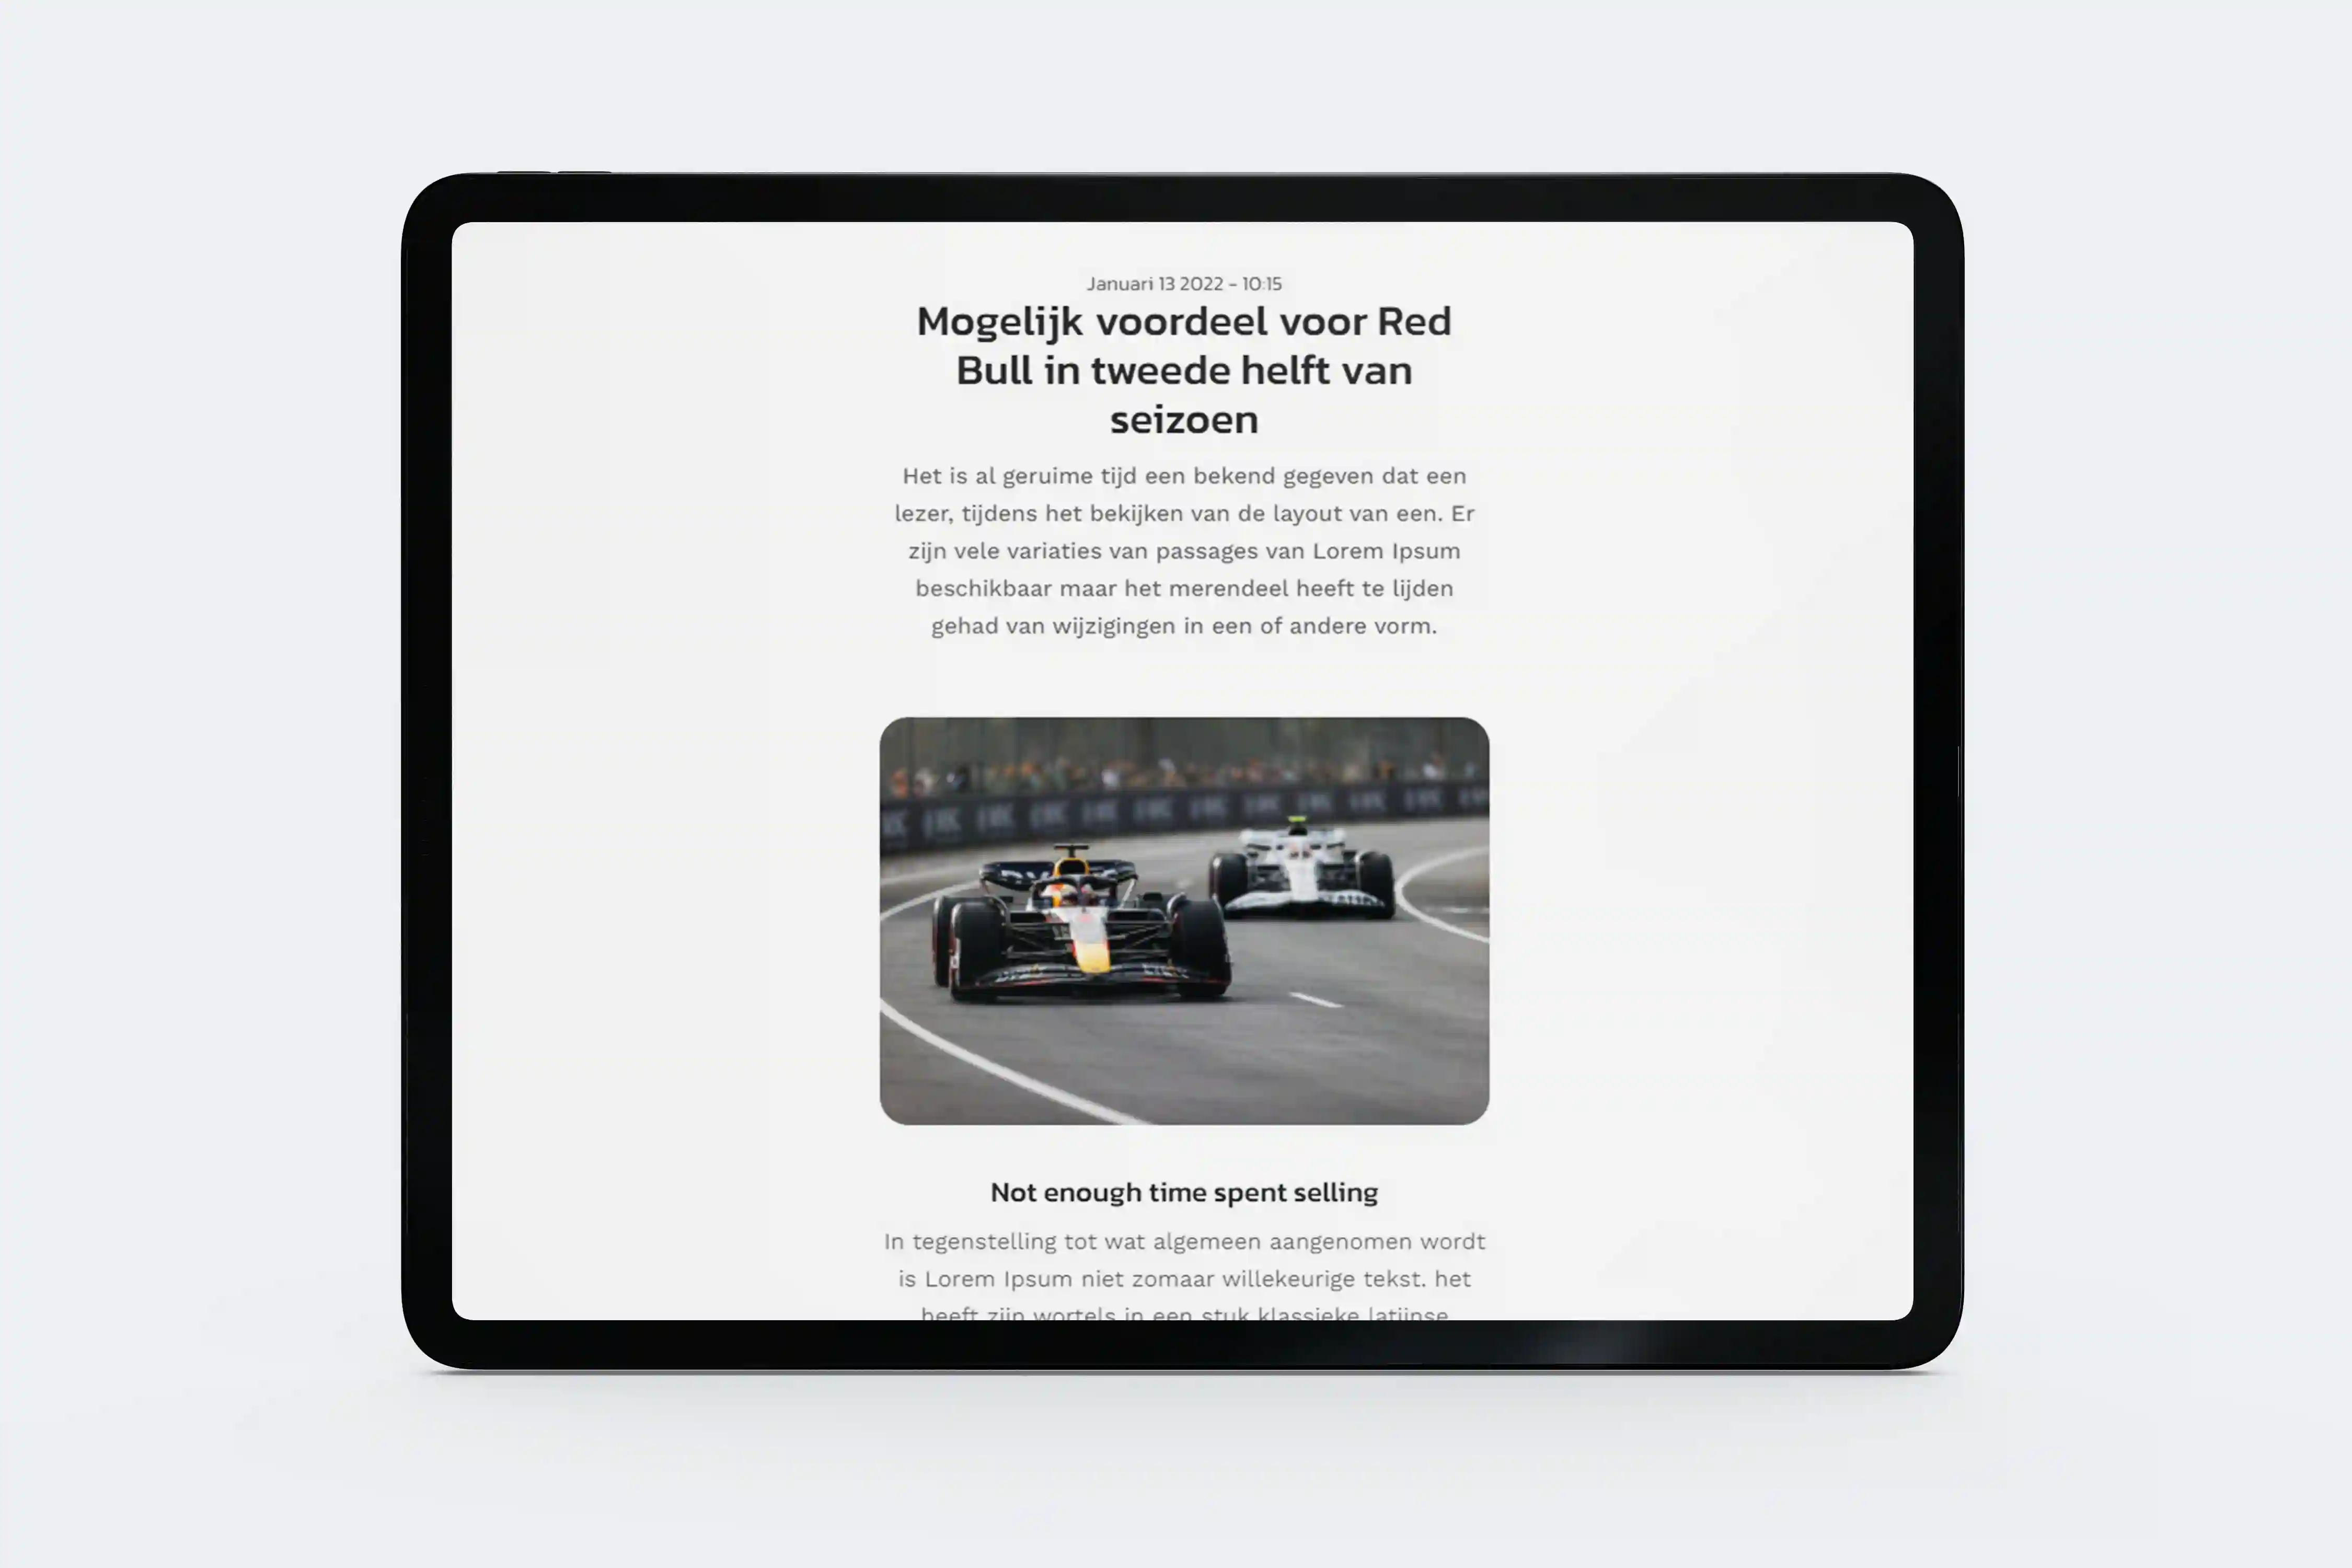 Januari 13 2022 - 10:15
Mogelijk voordeel voor Red
Bull in tweede helft van
seizoen
Het is al geruime tijd een bekend gegeven dat een
lezer, tijdens het bekijken van de layout van een. Er
zijn vele variaties van passages van Lorem Ipsum
beschikbaar maar het merendeel heeft te lijden
gehad van wijzigingen in een of andere vorm.
Not enough time spent selling
In tegenstelling tot wat algemeen aangenomen wordt
is Lorem Ipsum niet zomaar willekeurige tekst. het
heeft zijn wortels in een stuk klassieke latijnse